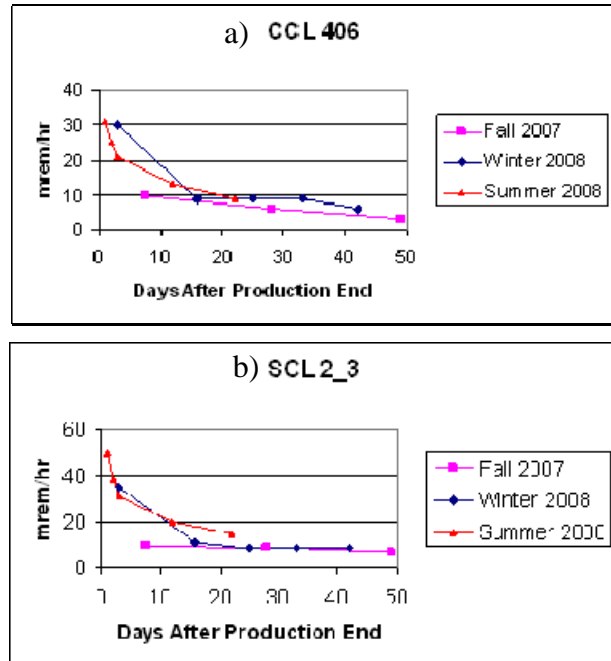 a) CCL 406
40
30
20
10
0
mrem/hr
0 10 20 30 40 50
Days After Production End
Fall 2007
Winter 2008
Summer 2008
b) SCL 2_3
60
40
20
0
mrem/hr
0 10 20 30 40 50
Days After Production End
Fall 2007
Winter 2008
Summer